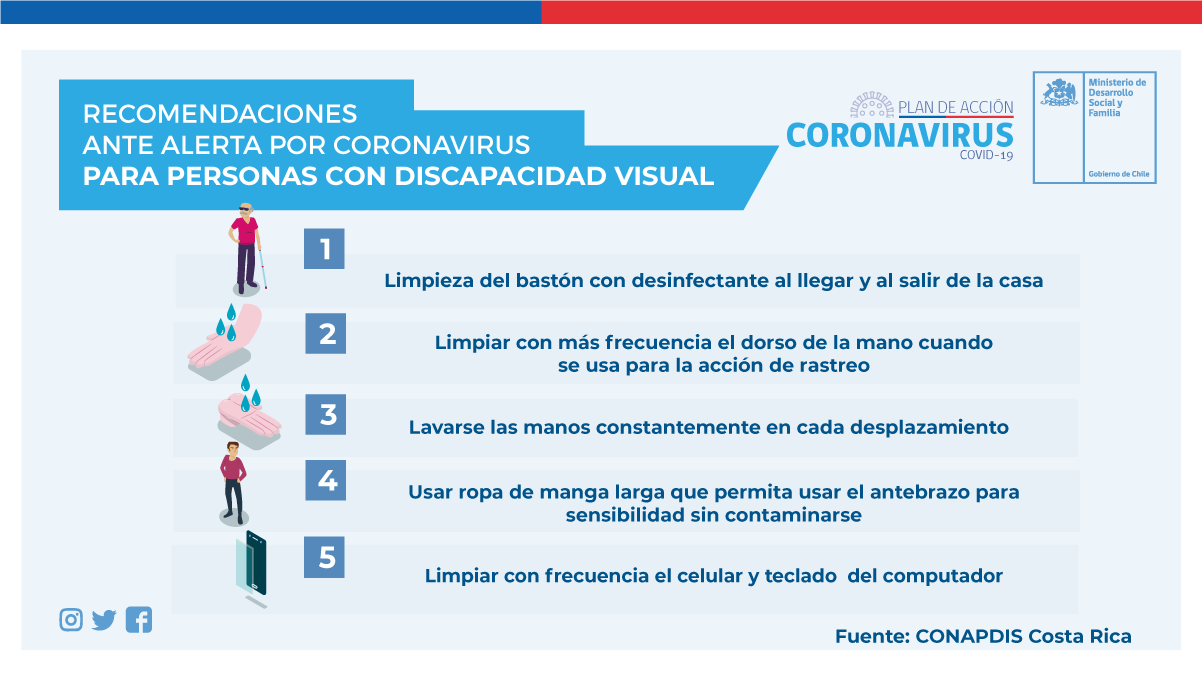 RECOMENDACIONES
ANTE ALERTA POR CORONAVIRUS
PARA PERSONAS CON DISCAPACIDAD VISUAL
PLAN DE ACCIÓN
CORONAVIRUS
COVID-19
Ministerio de
Desarrollo
Social y
Familia
Gobierno de Chile
1
Limpieza del bastón con desinfectante al llegar y al salir de la casa
2
Limpiar con más frecuencia el dorso de la mano cuando
se usa para la acción de rastreo
3
Lavarse las manos constantemente en cada desplazamiento
4
Usar ropa de manga larga que permita usar el antebrazo para
sensibilidad sin contaminarse
5
Limpiar con frecuencia el celular y teclado  del computador
Fuente: CONAPDIS Costa Rica